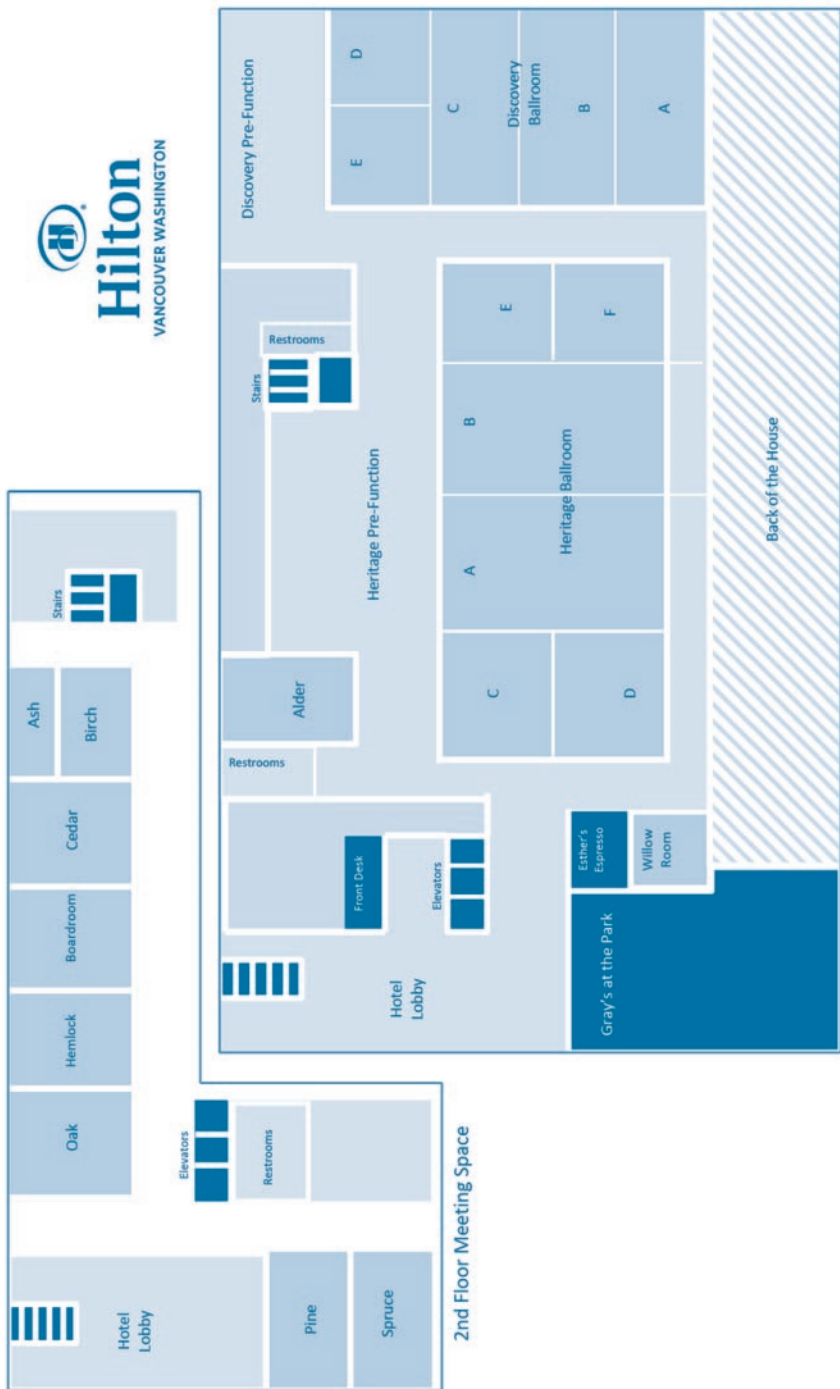 Hilton
VANCOUVER WASHINGTON
Ash
Birch
Cedar
Boardroom
Hemlock
Oak
Stairs
Elevators
Restrooms
Hotel
Lobby
Pine
Spruce
2nd Floor Meeting Space
Discovery Pre-Function
D
E
C
Discovery
Ballroom
B
A
Restrooms
Stairs
Heritage Pre-Function
Alder
Restrooms
E
F
B
Heritage Ballroom
A
C
D
Front Desk
Elevators
Hotel
Lobby
Esther's
Espresso
Willow
Room
Gray's at the Park
Back of the House